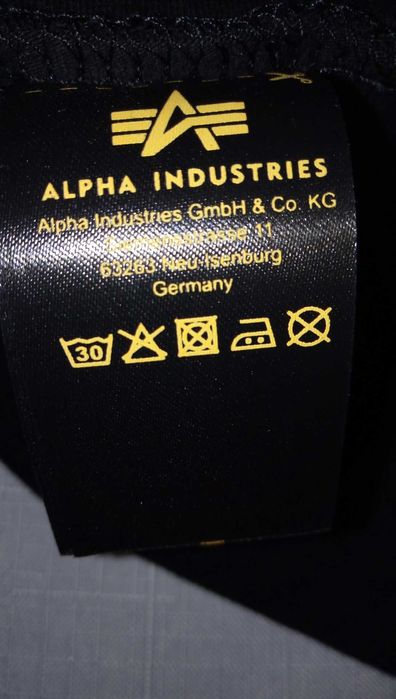 ALPHA INDUSTRIES
Alpha Industries GmbH & Co. KG
11
63263 Neu-Isenburg
Germany
30